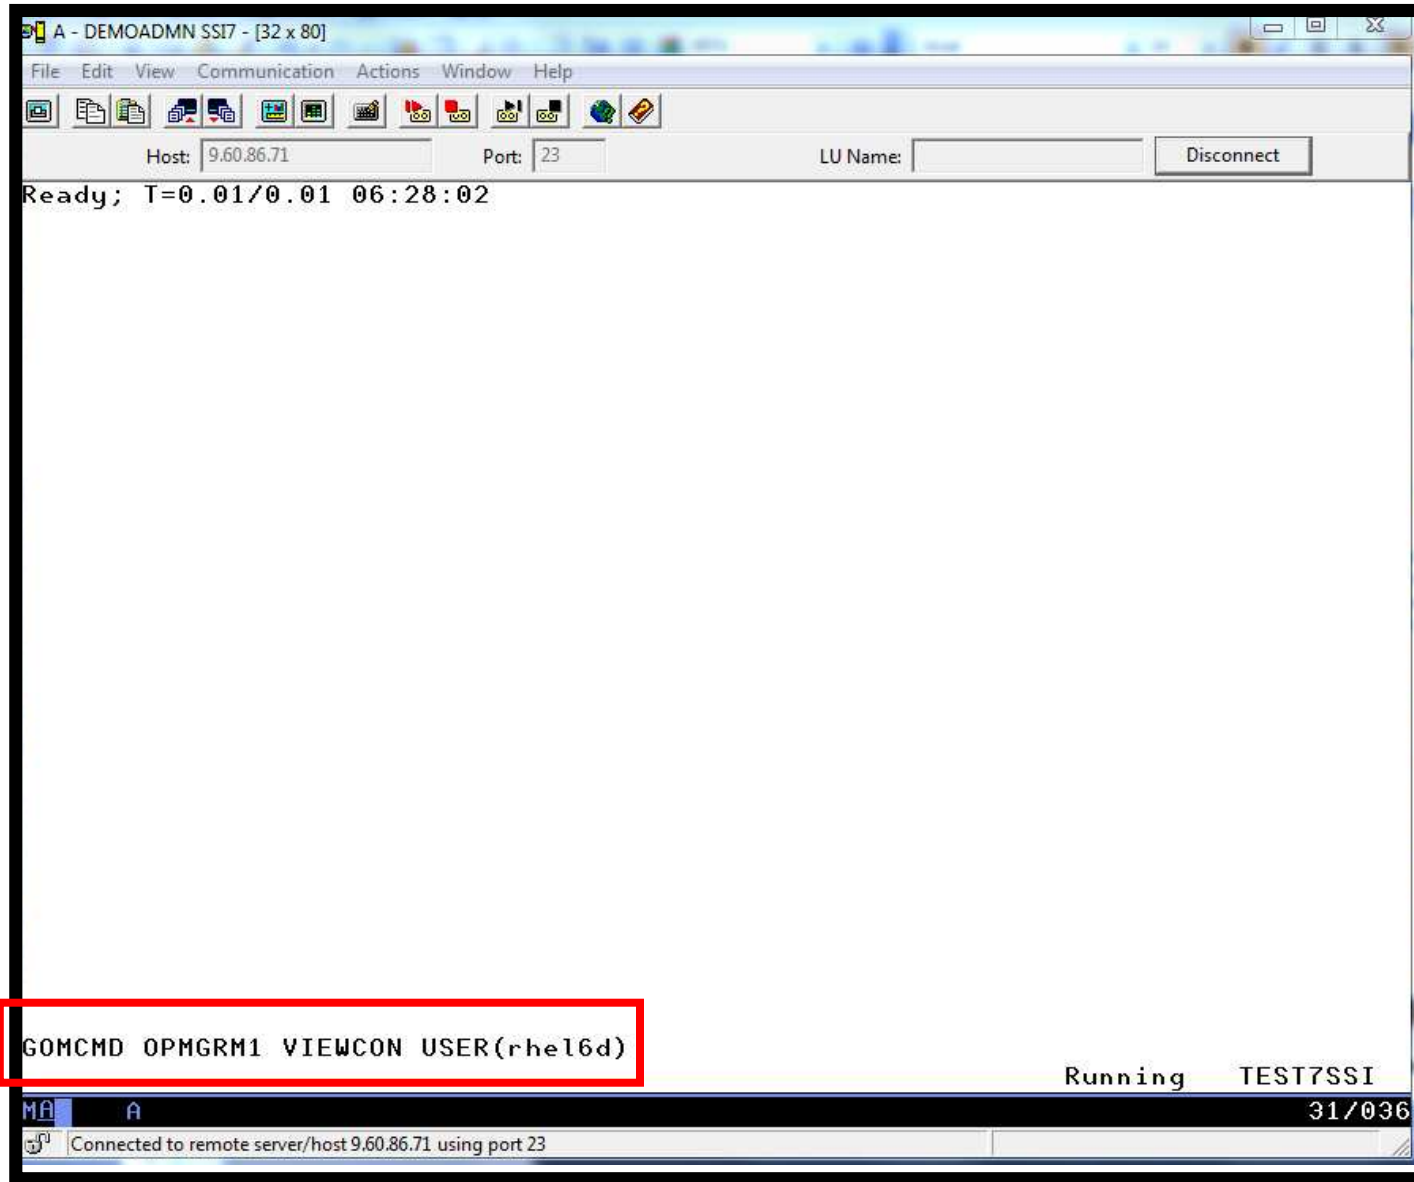 A - DEMOADMN SSI7 - [32 x 80]
File Edit View Communication Actions Window Help
Host: 9.60.86.71 Port: 23 LU Name: Disconnect
Ready; T=0.01/0.01 06:28:02
GOMCMD OPMGRM1 VIEWCON USER(rhel6d)
Running TEST7SSI
MA A 31/036
Connected to remote server/host 9.60.86.71 using port 23